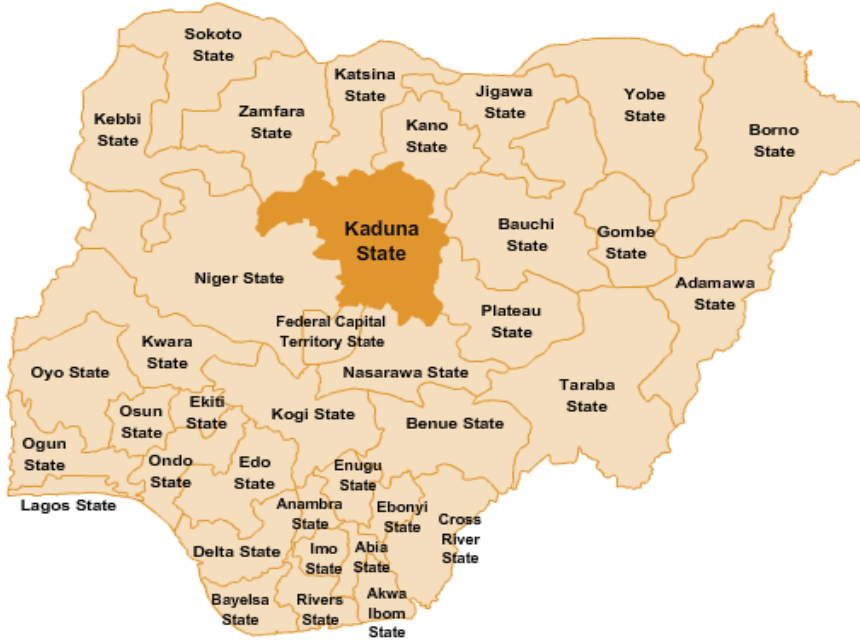 Sokoto
State
Katsina
State
Jigawa
State
Yobe
State
Kebbi
State
Zamfara
State
Kano
State
Borno
State
Kaduna
State
Bauchi
State
Gombe
State
Niger State
Adamawa
State
Federal Capital
Territory State
Plateau
State
Kwara
State
Oyo State
Nasarawa State
Taraba
State
Osun
State
Ekiti
State
Kogi State
Benue State
Ogun
State
Ondo
State
Edo
State
Enugu
State
Lagos State
Anambra
State
Ebonyi
State
Cross
River
State
Delta State
Imo
State
Abia
State
Bayelsa
State
Rivers
State
Akwa
Ibom
State